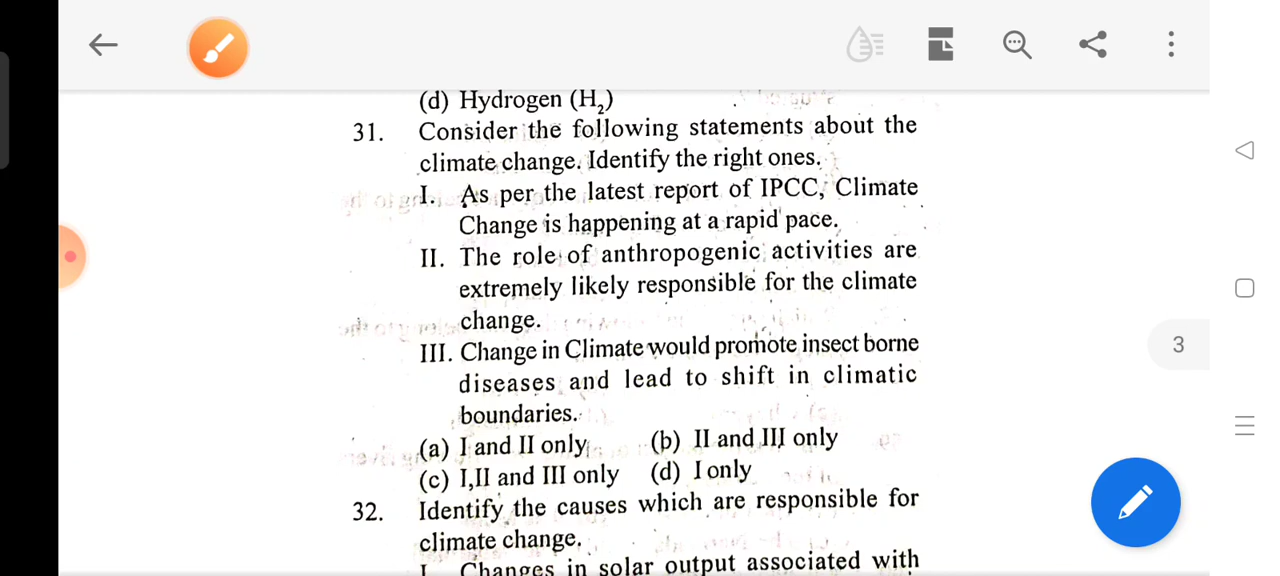 (d) Hydrogen (H₂)
31. Consider the following statements about the
climate change. Identify the right ones.
I. As per the latest report of IPCC, Climate
Change is happening at a rapid pace.
II. The role of anthropogenic activities are
extremely likely responsible for the climate
change.
III. Change in Climate would promote insect borne
diseases and lead to shift in climatic
boundaries.
(a) I and II only (b) II and III only
(c) I,II and III only (d) I only
32. Identify the causes which are responsible for
climate change.
I. Changes in solar output associated with
3